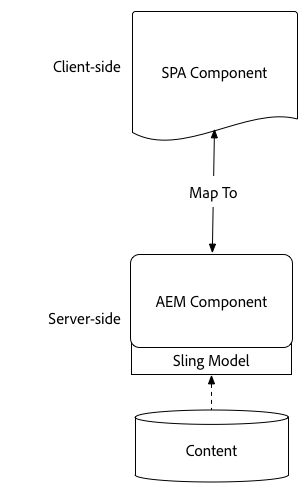 Client-side
SPA Component
Map To
AEM Component
Server-side
Sling Model
Content